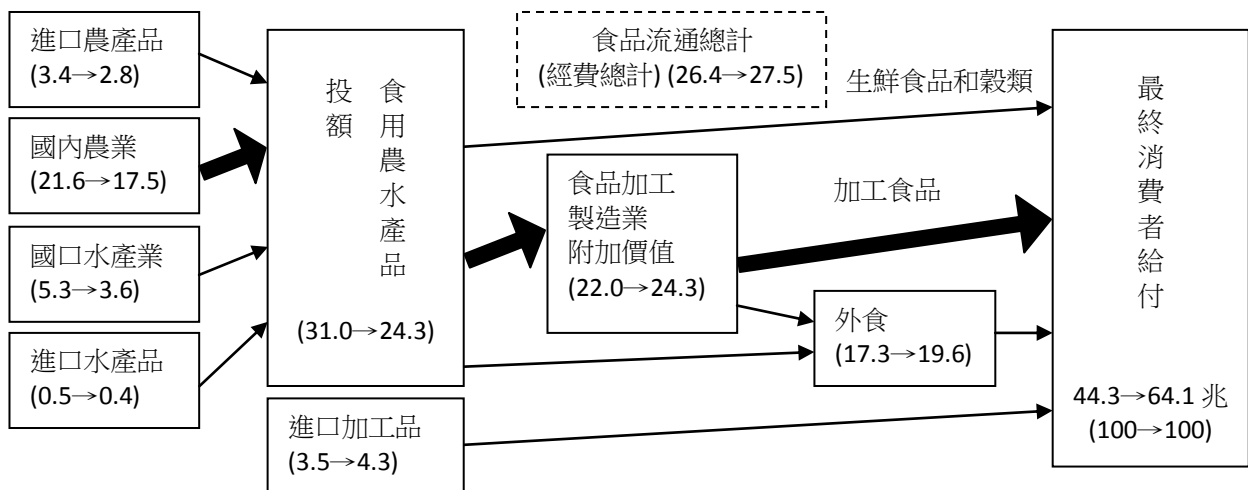 進口農產品
(3.4→2.8)
國內農業
(21.6→17.5)
國口水產業
(5.3→3.6)
進口水產品
(0.5→0.4)
食用農水產品
投額
(31.0→24.3)
進口加工品
(3.5→4.3)
食品流通總計
(經費總計) (26.4→27.5)
生鮮食品和穀類
食品加工
製造業
附加價值
(22.0→24.3)
加工食品
外食
(17.3→19.6)
最終消費者給付
44.3→64.1 兆
(100→100)